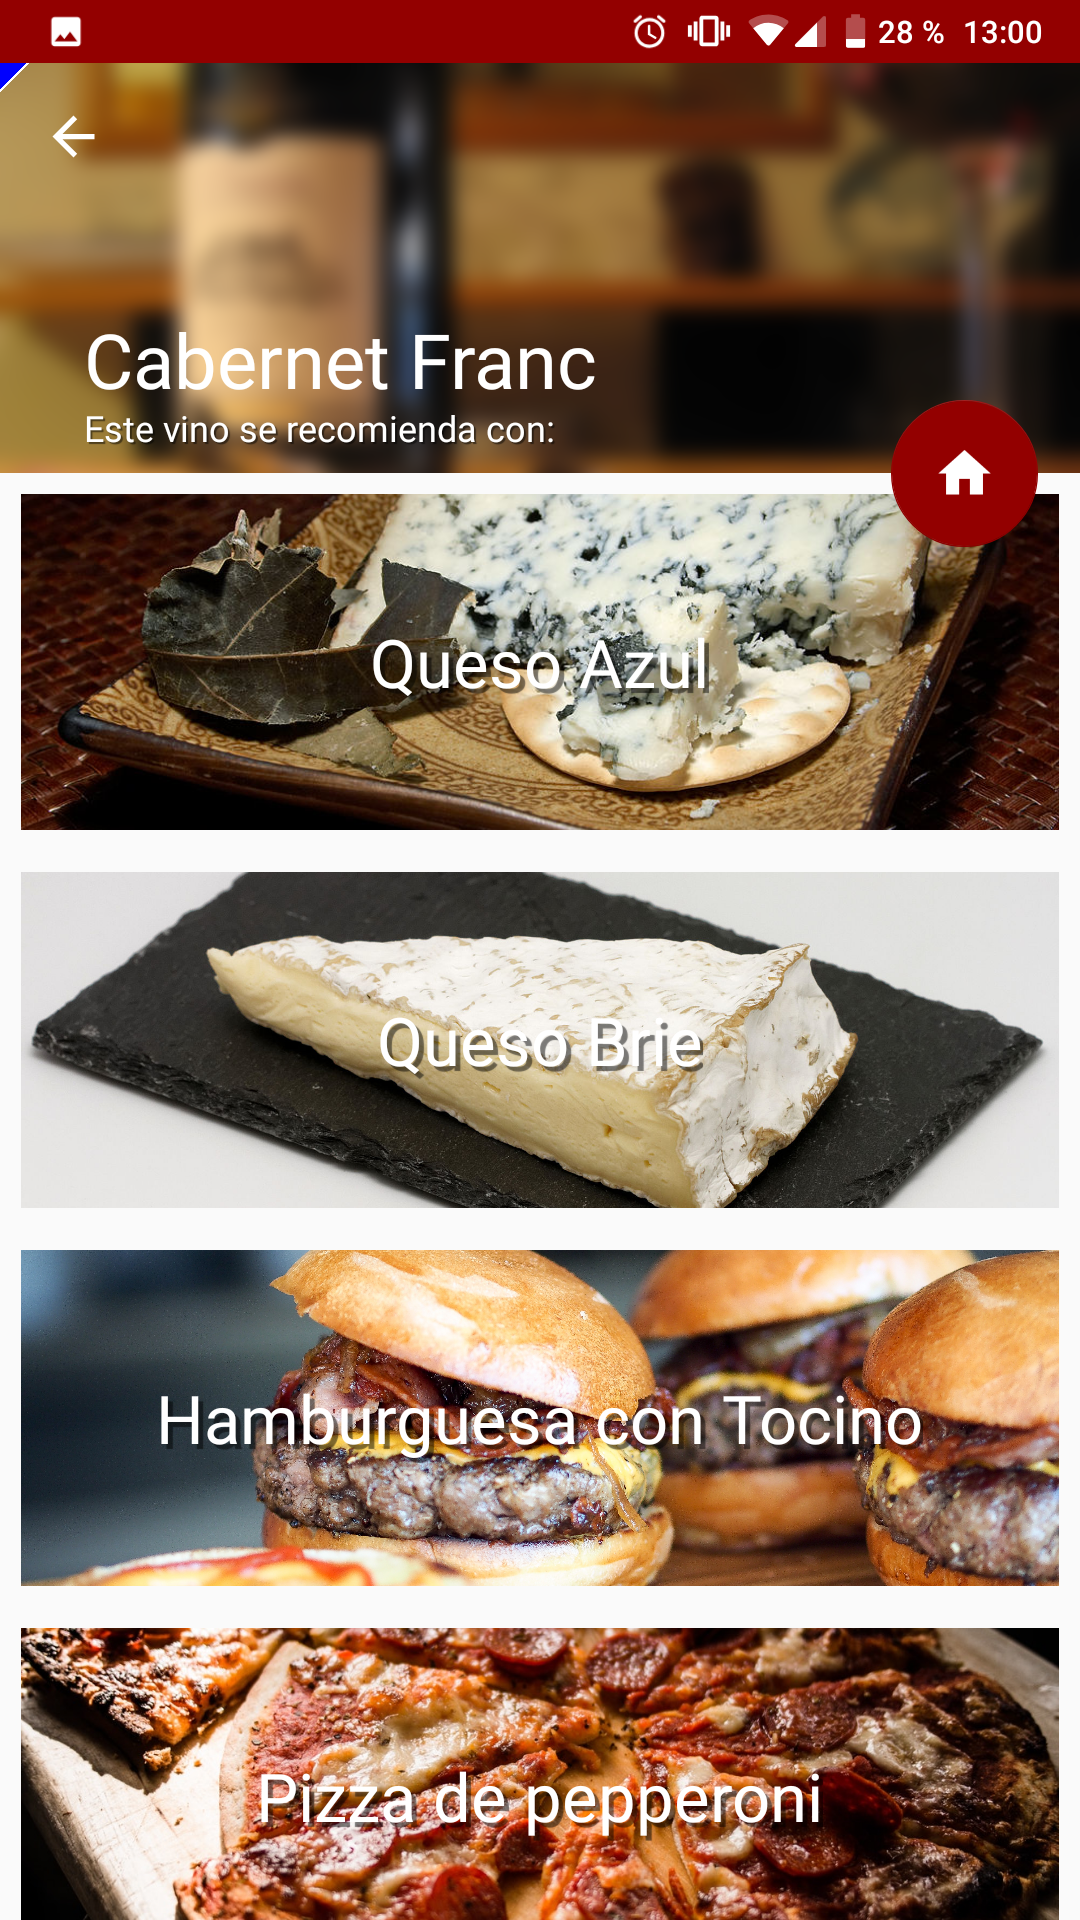 28 % 13:00
Cabernet Franc
Este vino se recomienda con:
Queso Azul
Queso Brie
Hamburguesa con Tocino
Pizza de pepperoni